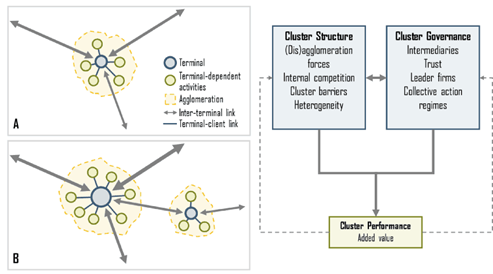 Terminal
Terminal-dependent
activities
Agglomeration
Inter-terminal link
Terminal-client link
A
B
Cluster Structure
(Dis)agglomeration
forces
Internal competition
Cluster barriers
Heterogeneity
Cluster Governance
Intermediaries
Trust
Leader firms
Collective action
regimes
Cluster Performance
Added value